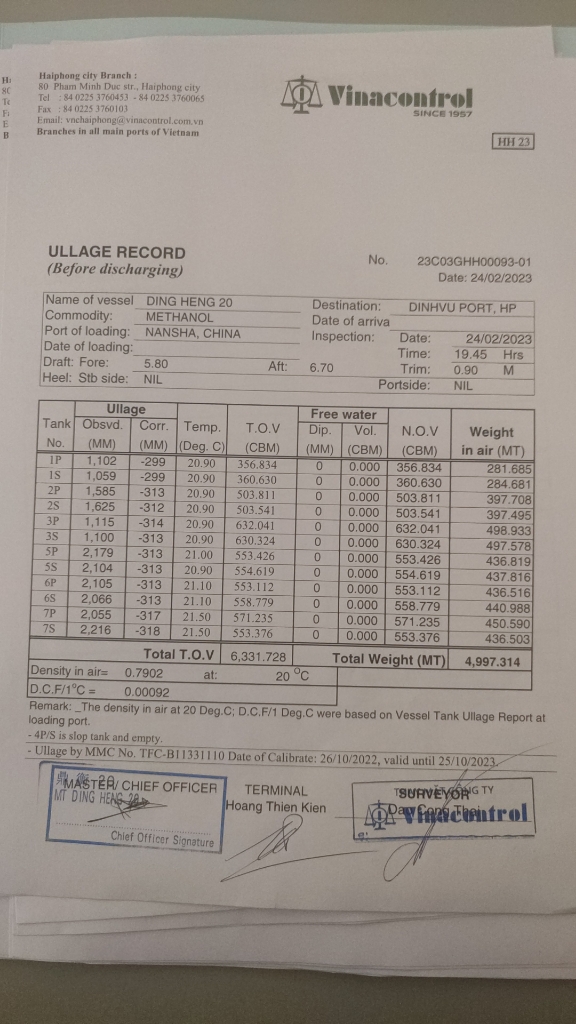 Haiphong city Branch :
80 Pham Minh Duc str., Haiphong city
Tel : 84 0225 3760453 - 84 0225 3760065
Fax : 84 0225 3760103
Email: vnchaiphong@vinacontrol.com.vn
Branches in all main ports of Vietnam
Vinacontrol
SINCE 1957
HH 23
ULLAGE RECORD
(Before discharging)
No. 23C03GHH00093-01
Date: 24/02/2023
Name of vessel DING HENG 20 Destination: DINHVU PORT, HP
Commodity: METHANOL Date of arriva
Port of loading: NANSHA, CHINA Inspection: Date: 24/02/2023
Date of loading: Time: 19.45 Hrs
Draft: Fore: 5.80 Aft: 6.70 Trim: 0.90 M
Heel: Stb side: NIL Portside: NIL
Ullage Free water
Tank Obsvd. Corr. Temp. T.O.V Dip. Vol. N.O.V Weight
No. (MM) (MM) (Deg. C) (CBM) (MM) (CBM) (CBM) in air (MT)
1P 1,102 -299 20.90 356.834 0 0.000 356.834 281.685
1S 1,059 -299 20.90 360.630 0 0.000 360.630 284.681
2P 1,585 -313 20.90 503.811 0 0.000 503.811 397.708
2S 1,625 -312 20.90 503.541 0 0.000 503.541 397.495
3P 1,115 -314 20.90 632.041 0 0.000 632.041 498.933
3S 1,100 -313 20.90 630.324 0 0.000 630.324 497.578
5P 2,179 -313 21.00 553.426 0 0.000 553.426 436.819
5S 2,104 -313 20.90 554.619 0 0.000 554.619 437.816
6P 2,105 -313 21.10 553.112 0 0.000 553.112 436.516
6S 2,066 -313 21.10 558.779 0 0.000 558.779 440.988
7P 2,055 -317 21.50 571.235 0 0.000 571.235 450.590
7S 2,216 -318 21.50 553.376 0 0.000 553.376 436.503
Total T.O.V 6,331.728 Total Weight (MT) 4,997.314
Density in air= 0.7902 at: 20 °C
D.C.F/1°C = 0.00092
Remark: _The density in air at 20 Deg.C; D.C.F/1 Deg.C were based on Vessel Tank Ullage Report at
loading port.
- 4P/S is slop tank and empty.
- Ullage by MMC No. TFC-B11331110 Date of Calibrate: 26/10/2022, valid until 25/10/2023.
MASTER/ CHIEF OFFICER
MT DING HENG 20
Chief Officer Signature
TERMINAL
Hoang Thien Kien
SURVEYOR
Vinacontrol